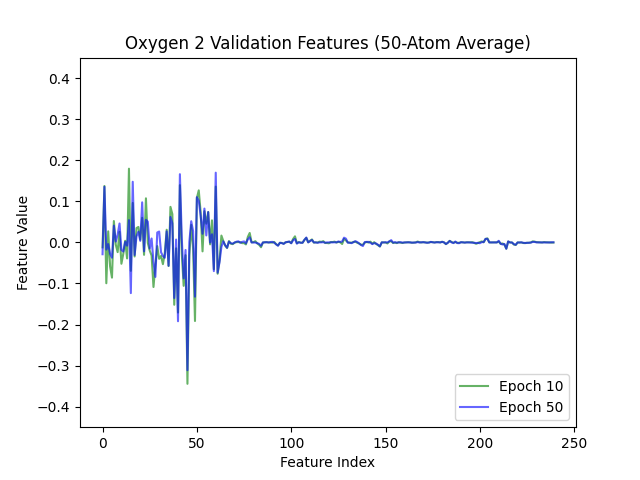 Oxygen 2 Validation Features (50-Atom Average)
0.4
0.3
0.2
0.1
0.0
−0.1
−0.2
−0.3
−0.4
Feature Value
0 50 100 150 200 250
Feature Index
Epoch 10
Epoch 50